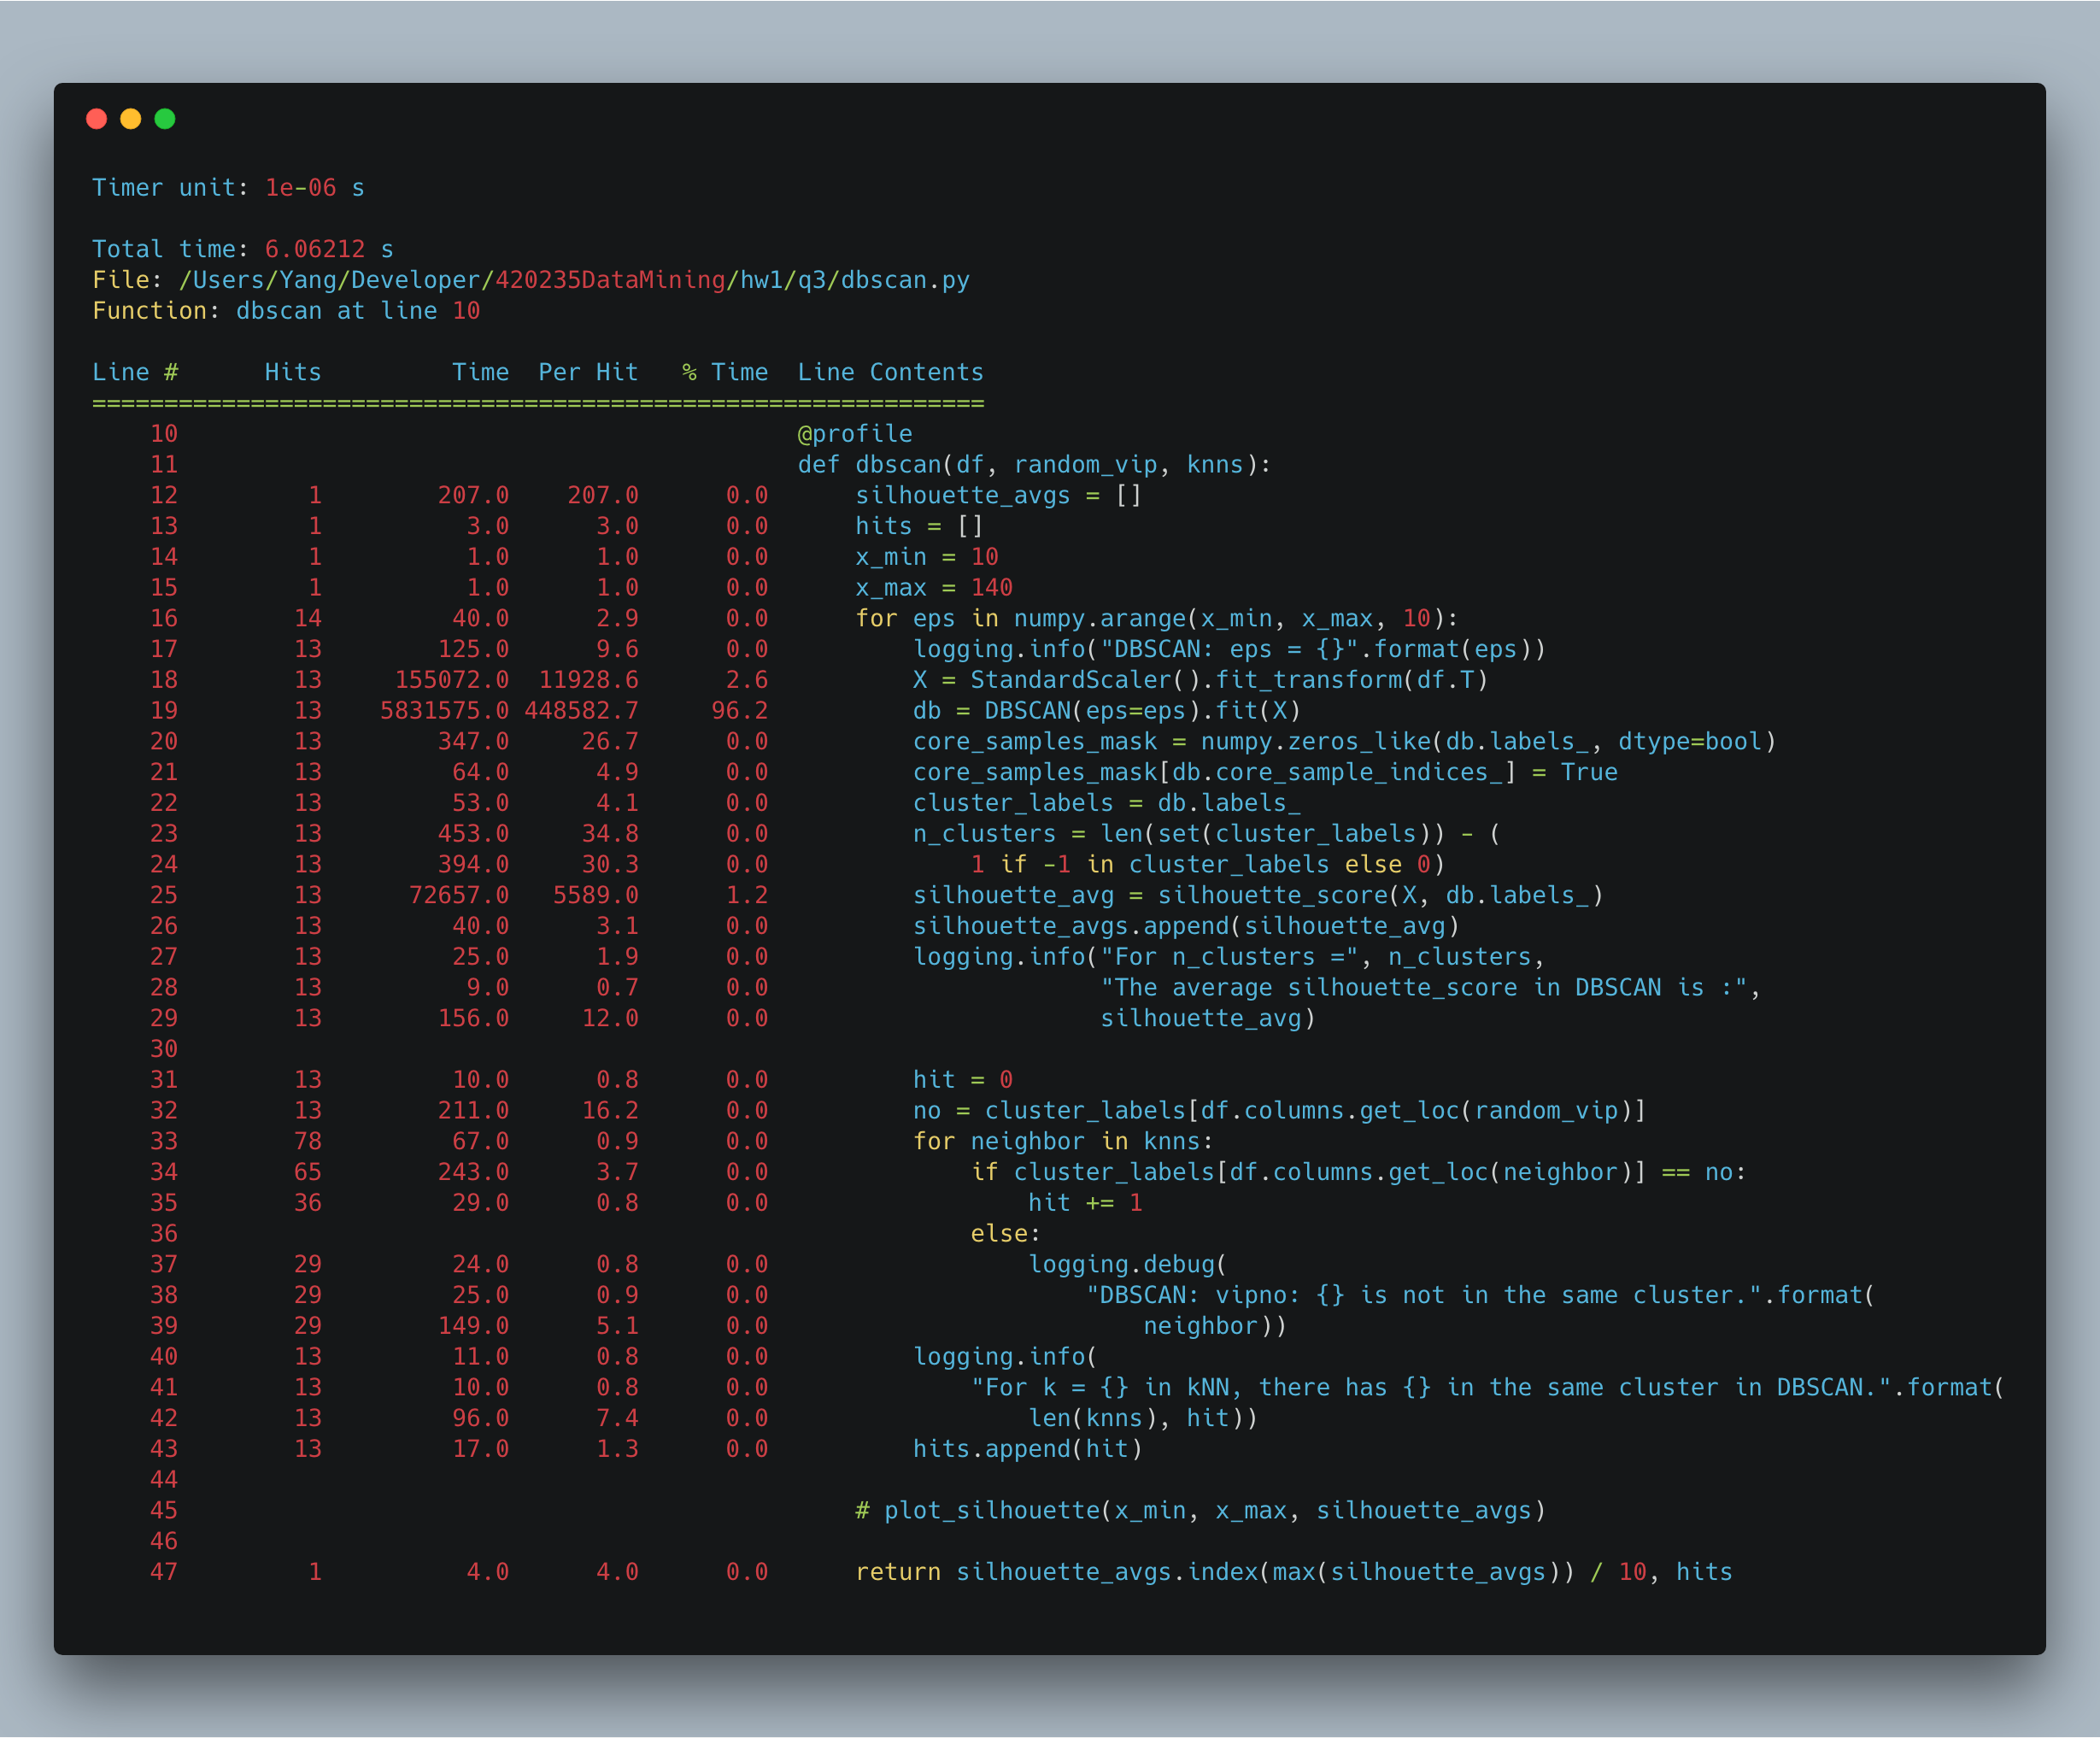 Timer unit: 1e-06 s

Total time: 6.06212 s
File: /Users/Yang/Developer/420235DataMining/hw1/q3/dbscan.py
Function: dbscan at line 10

Line #      Hits         Time  Per Hit   % Time  Line Contents
==============================================================
    10                                           @profile
    11                                           def dbscan(df, random_vip, knns):
    12         1        207.0    207.0      0.0      silhouette_avgs = []
    13         1          3.0      3.0      0.0      hits = []
    14         1          1.0      1.0      0.0      x_min = 10
    15         1          1.0      1.0      0.0      x_max = 140
    16        14         40.0      2.9      0.0      for eps in numpy.arange(x_min, x_max, 10):
    17        13        125.0      9.6      0.0          logging.info("DBSCAN: eps = {}".format(eps))
    18        13     155072.0  11928.6      2.6          X = StandardScaler().fit_transform(df.T)
    19        13    5831575.0 448582.7     96.2          db = DBSCAN(eps=eps).fit(X)
    20        13        347.0     26.7      0.0          core_samples_mask = numpy.zeros_like(db.labels_, dtype=bool)
    21        13         64.0      4.9      0.0          core_samples_mask[db.core_sample_indices_] = True
    22        13         53.0      4.1      0.0          cluster_labels = db.labels_
    23        13        453.0     34.8      0.0          n_clusters = len(set(cluster_labels)) - (
    24        13        394.0     30.3      0.0              1 if -1 in cluster_labels else 0)
    25        13      72657.0   5589.0      1.2          silhouette_avg = silhouette_score(X, db.labels_)
    26        13         40.0      3.1      0.0          silhouette_avgs.append(silhouette_avg)
    27        13         25.0      1.9      0.0          logging.info("For n_clusters =", n_clusters,
    28        13          9.0      0.7      0.0                       "The average silhouette_score in DBSCAN is :",
    29        13        156.0     12.0      0.0                       silhouette_avg)
    30
    31        13         10.0      0.8      0.0          hit = 0
    32        13        211.0     16.2      0.0          no = cluster_labels[df.columns.get_loc(random_vip)]
    33        78         67.0      0.9      0.0          for neighbor in knns:
    34        65        243.0      3.7      0.0              if cluster_labels[df.columns.get_loc(neighbor)] == no:
    35        36         29.0      0.8      0.0                  hit += 1
    36                                                       else:
    37        29         24.0      0.8      0.0                  logging.debug(
    38        29         25.0      0.9      0.0                      "DBSCAN: vipno: {} is not in the same cluster.".format(
    39        29        149.0      5.1      0.0                          neighbor))
    40        13         11.0      0.8      0.0          logging.info(
    41        13         10.0      0.8      0.0              "For k = {} in kNN, there has {} in the same cluster in DBSCAN.".format(
    42        13         96.0      7.4      0.0                  len(knns), hit))
    43        13         17.0      1.3      0.0          hits.append(hit)
    44
    45                                               # plot_silhouette(x_min, x_max, silhouette_avgs)
    46
    47         1          4.0      4.0      0.0      return silhouette_avgs.index(max(silhouette_avgs)) / 10, hits